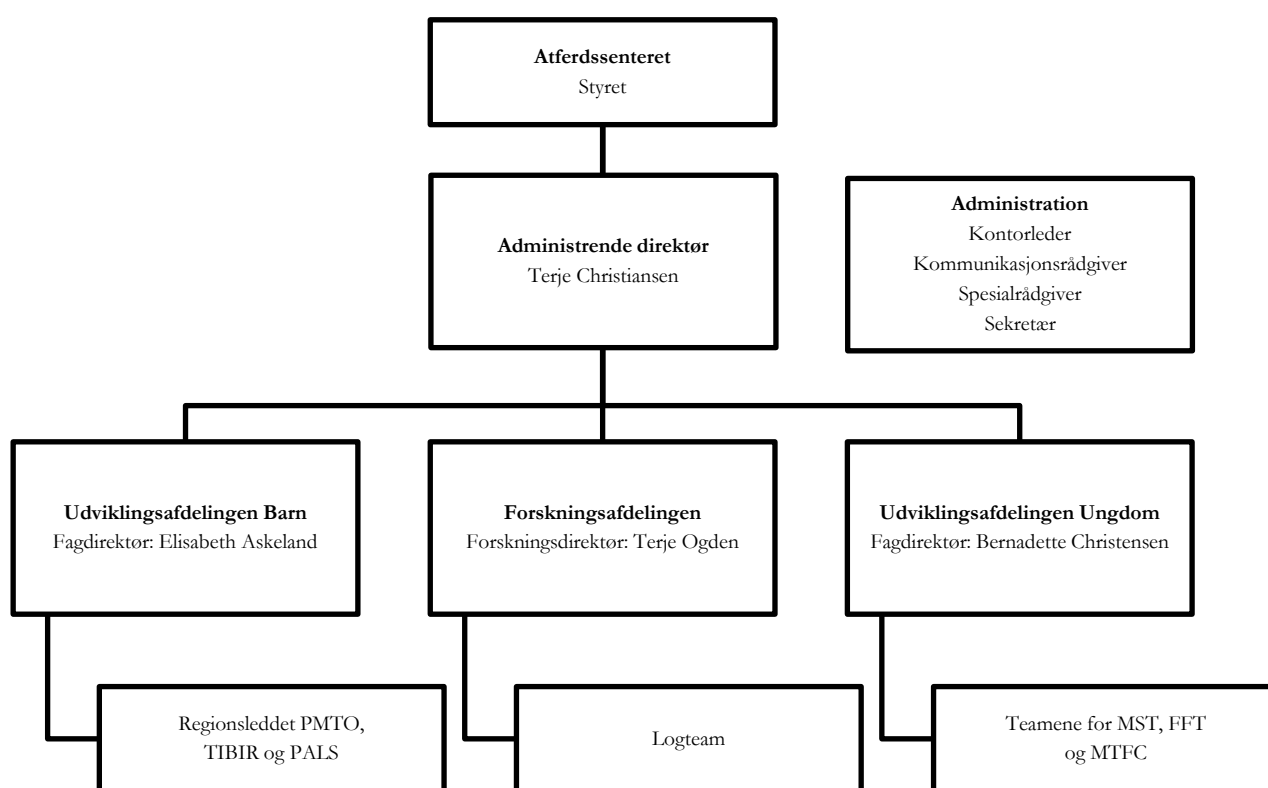 Atferdssenteret
Styret
Administrende direktør
Terje Christiansen
Administration
Kontorleder
Kommunikasjonsrådgiver
Spesialrådgiver
Sekretær
Udviklingsafdelingen Barn
Fagdirektør: Elisabeth Askeland
Forskningsafdelingen
Forskningsdirektør: Terje Ogden
Udviklingsafdelingen Ungdom
Fagdirektør: Bernadette Christensen
Regionsleddet PMTO,
TIBIR og PALS
Logteam
Teamene for MST, FFT
og MTFC